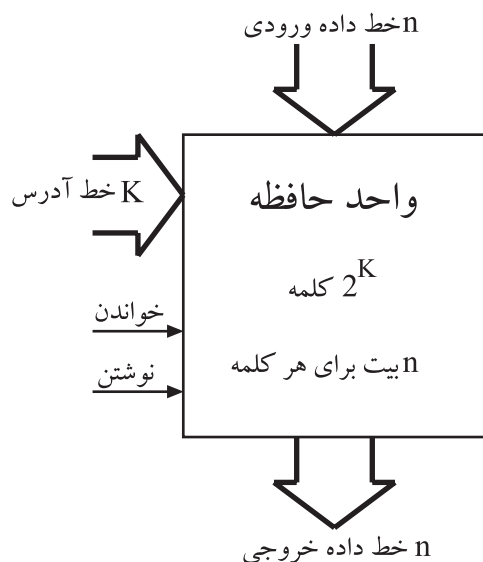 n خط داده ورودی
K خط آدرس
واحد حافظه
2^K کلمه
خواندن
n بیت برای هر کلمه
نوشتن
n خط داده خروجی